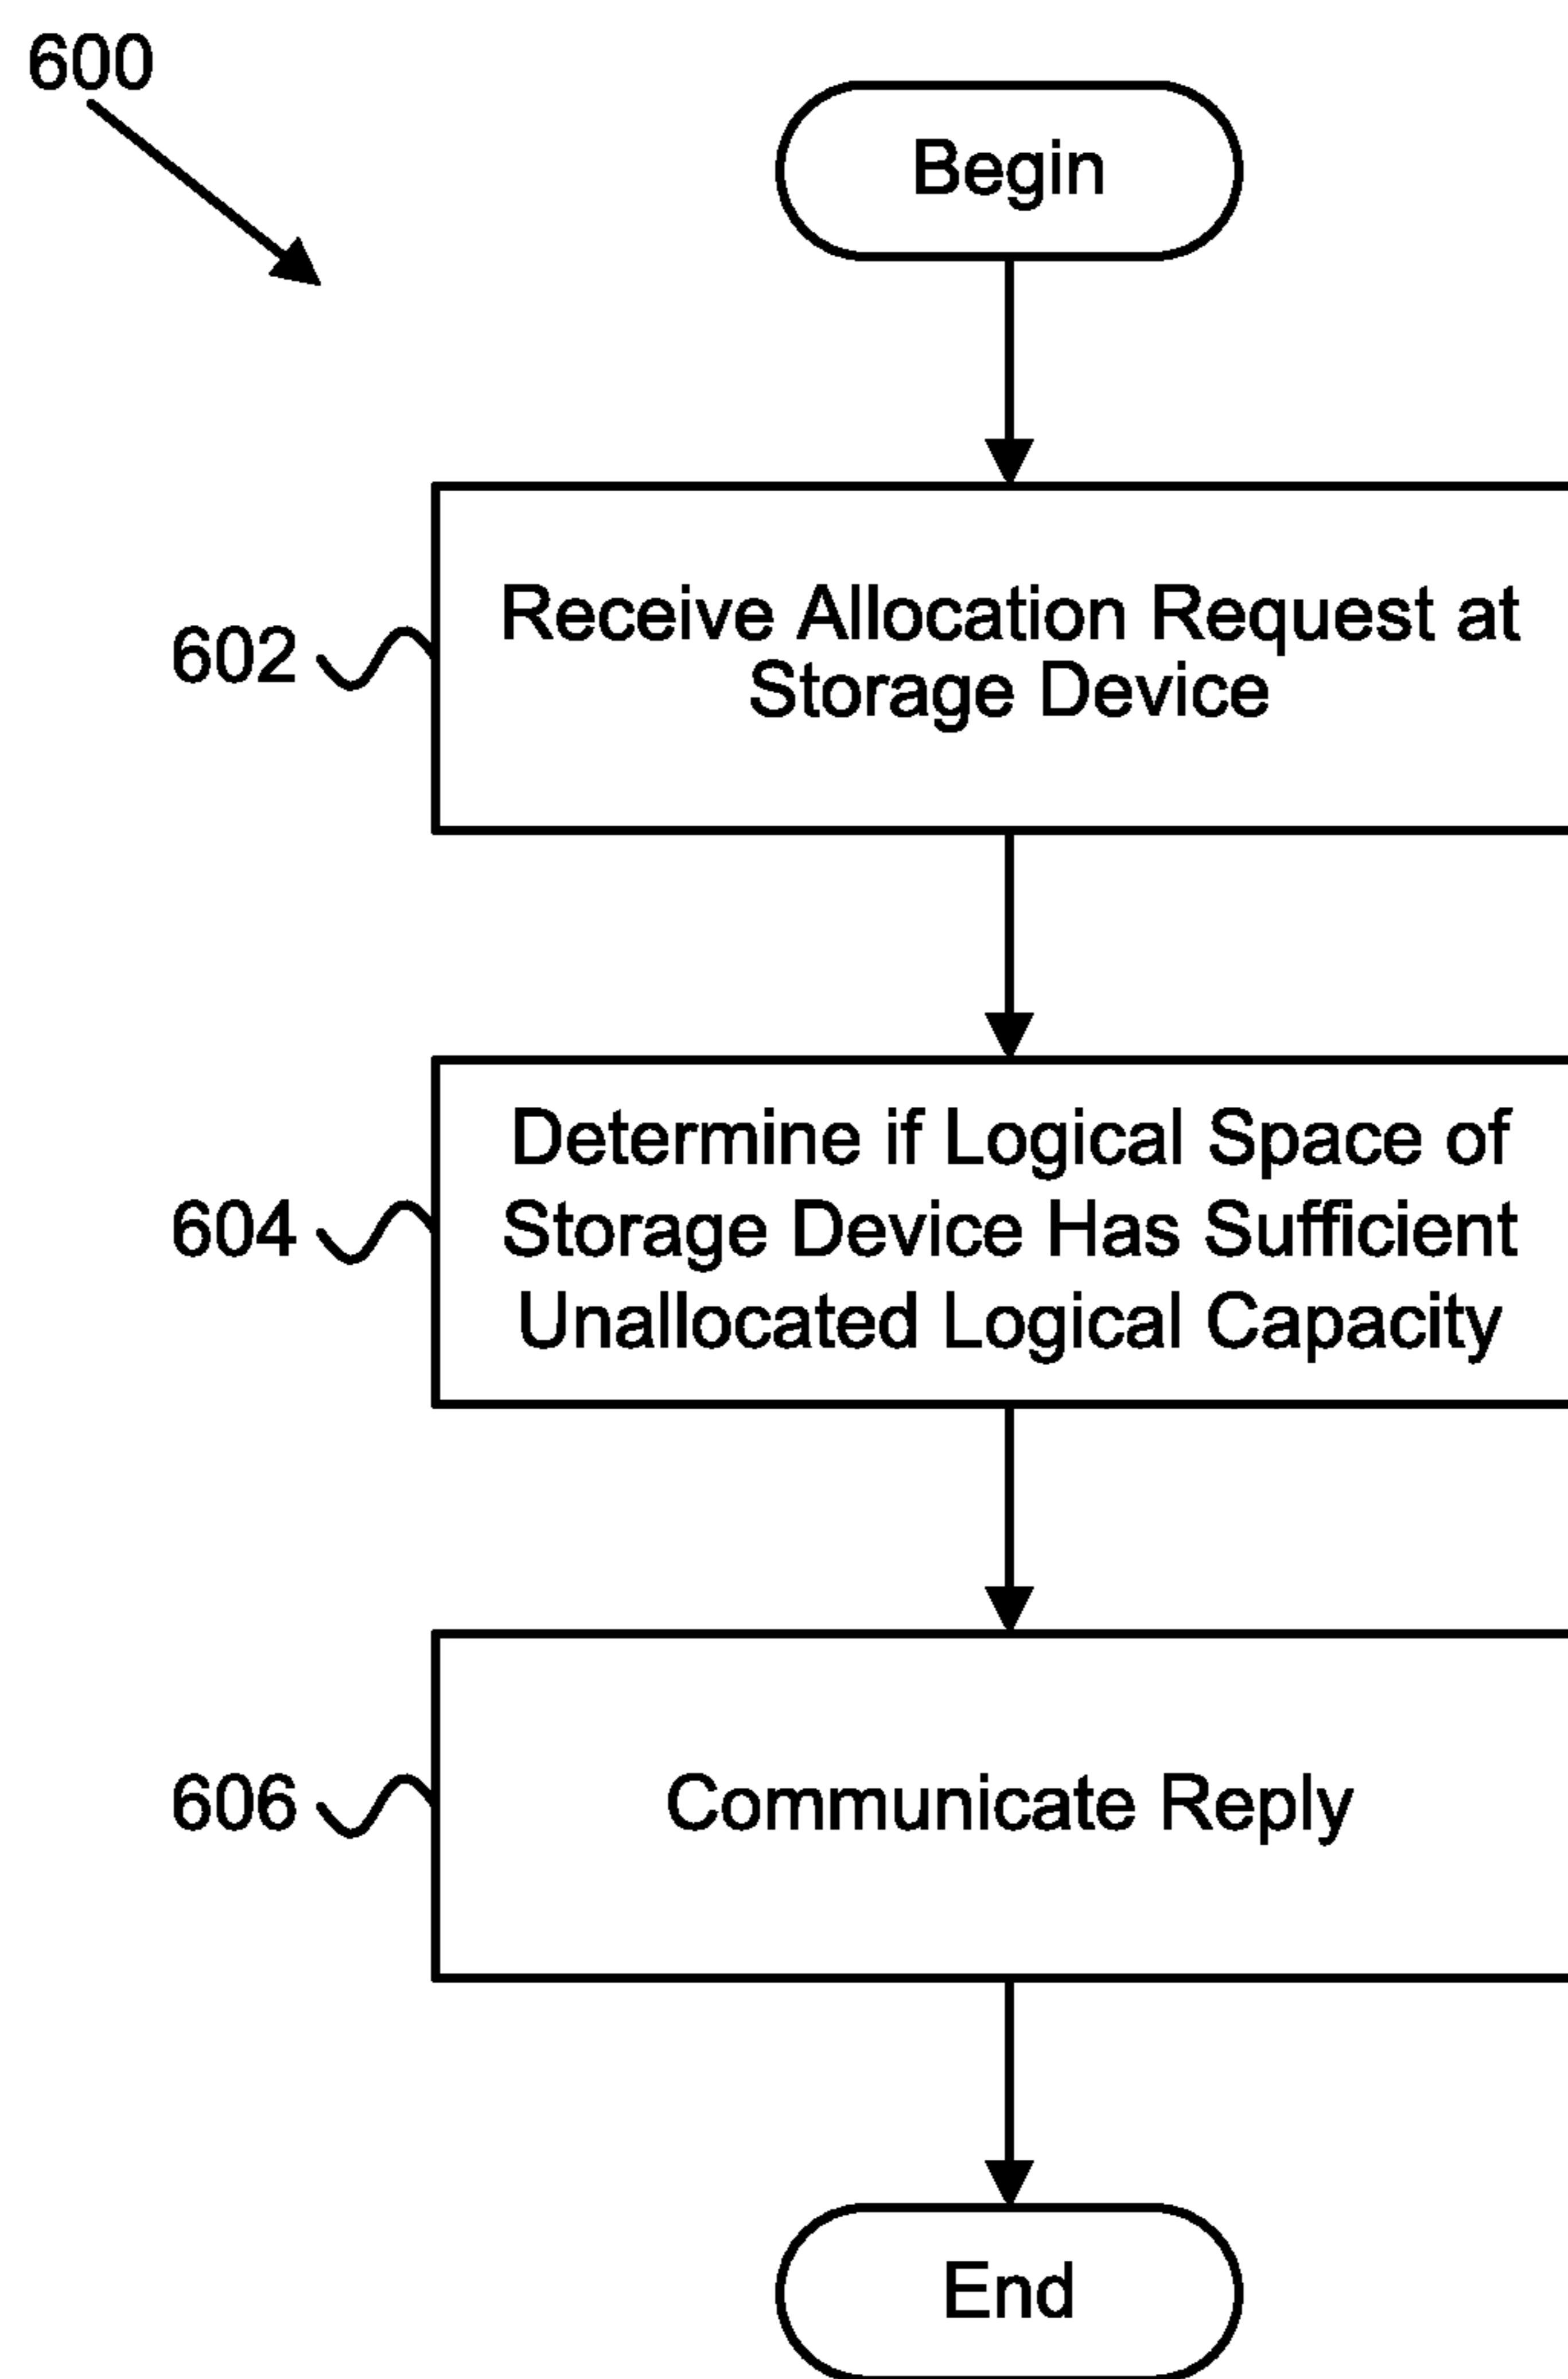 600
Begin
602
Receive Allocation Request at
Storage Device
604
Determine if Logical Space of
Storage Device Has Sufficient
Unallocated Logical Capacity
606
Communicate Reply
End